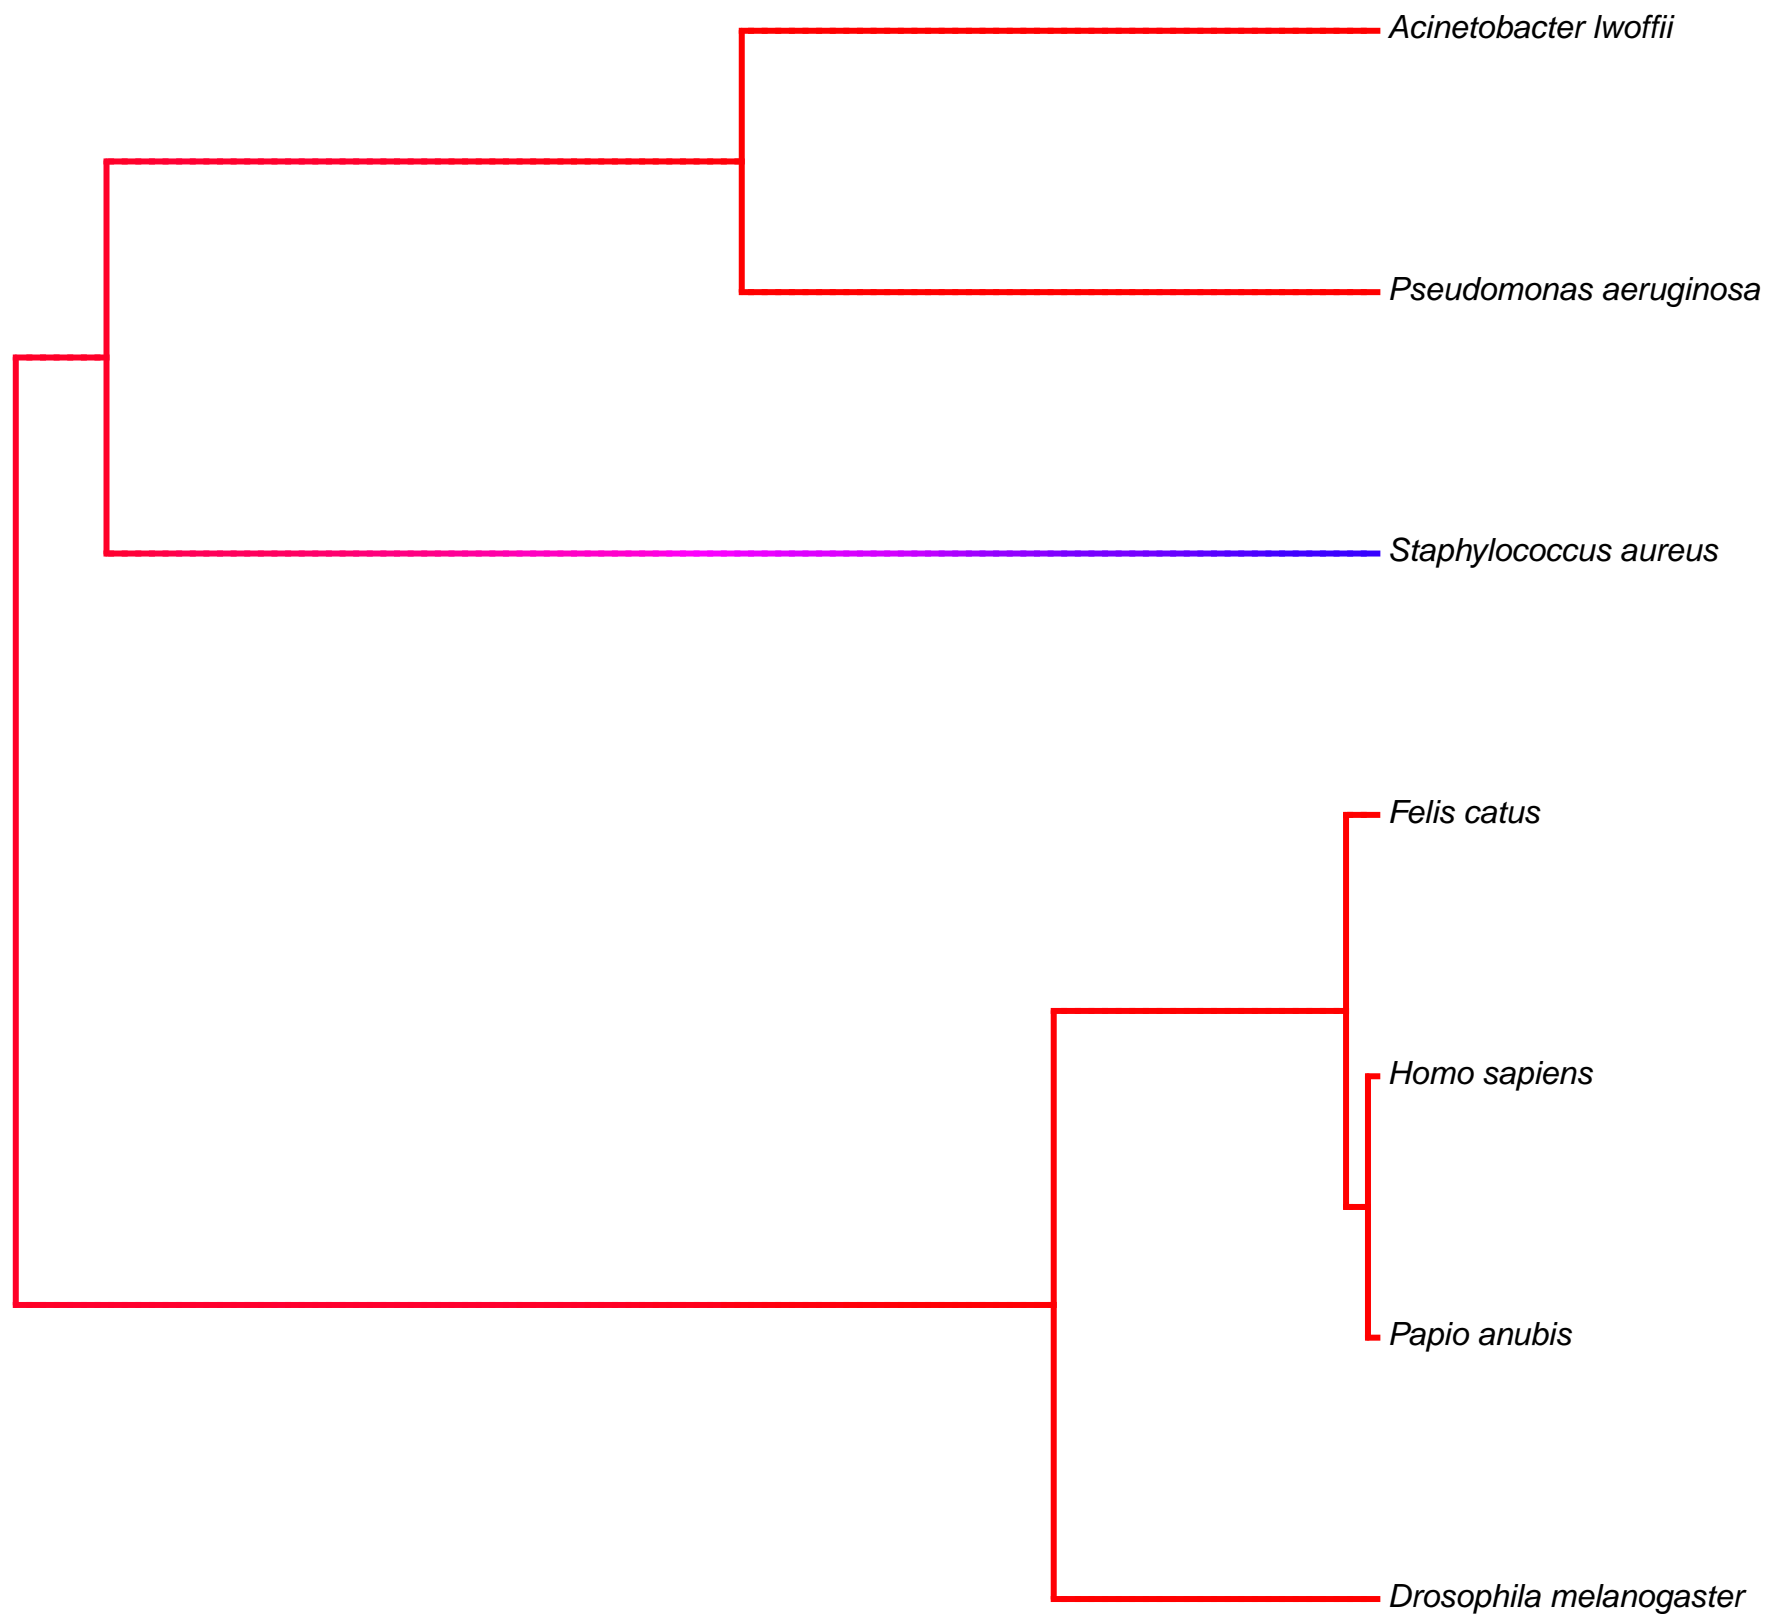 Acinetobacter lwoffii
Pseudomonas aeruginosa
Staphylococcus aureus
Felis catus
Homo sapiens
Papio anubis
Drosophila melanogaster